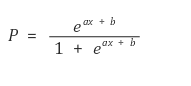 P = e^{ax + b} / (1 + e^{ax + b})